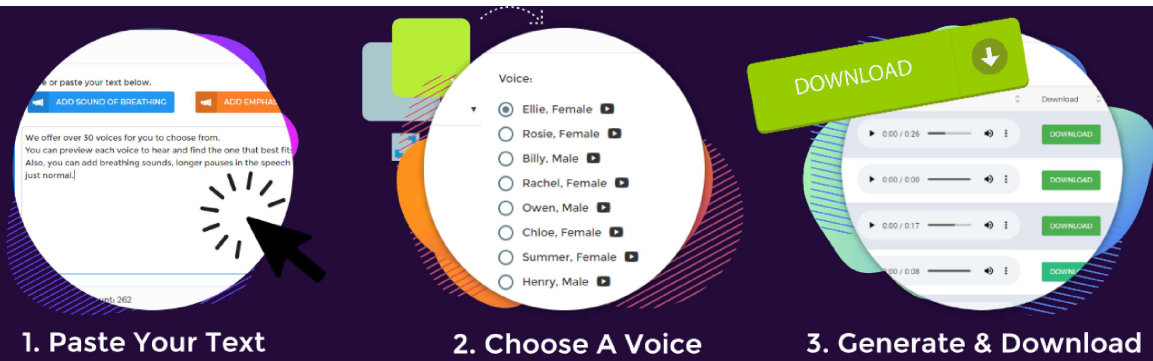 or paste your text below.
ADD SOUND OF BREATHING
ADD EMPHAS
We offer over 30 voices for you to choose from.
You can preview each voice to hear and find the one that best fits
Also, you can add breathing sounds, longer pauses in the speech
just normal.
262
1. Paste Your Text
Voice:
Ellie, Female
Rosie, Female
Billy, Male
Rachel, Female
Owen, Male
Chloe, Female
Summer, Female
Henry, Male
2. Choose A Voice
DOWNLOAD
Download
0:00 / 0:26 DOWNLOAD
0:00 / 0:00 DOWNLOAD
0:00 / 0:17 DOWNLOAD
0:00 / 0:08 DOWNL
3. Generate & Download